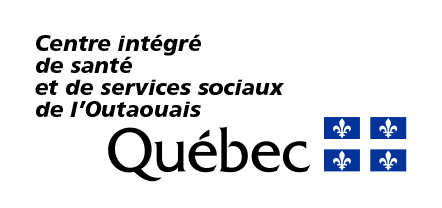 Centre intégré
de santé
et de services sociaux
de l'Outaouais
Québec